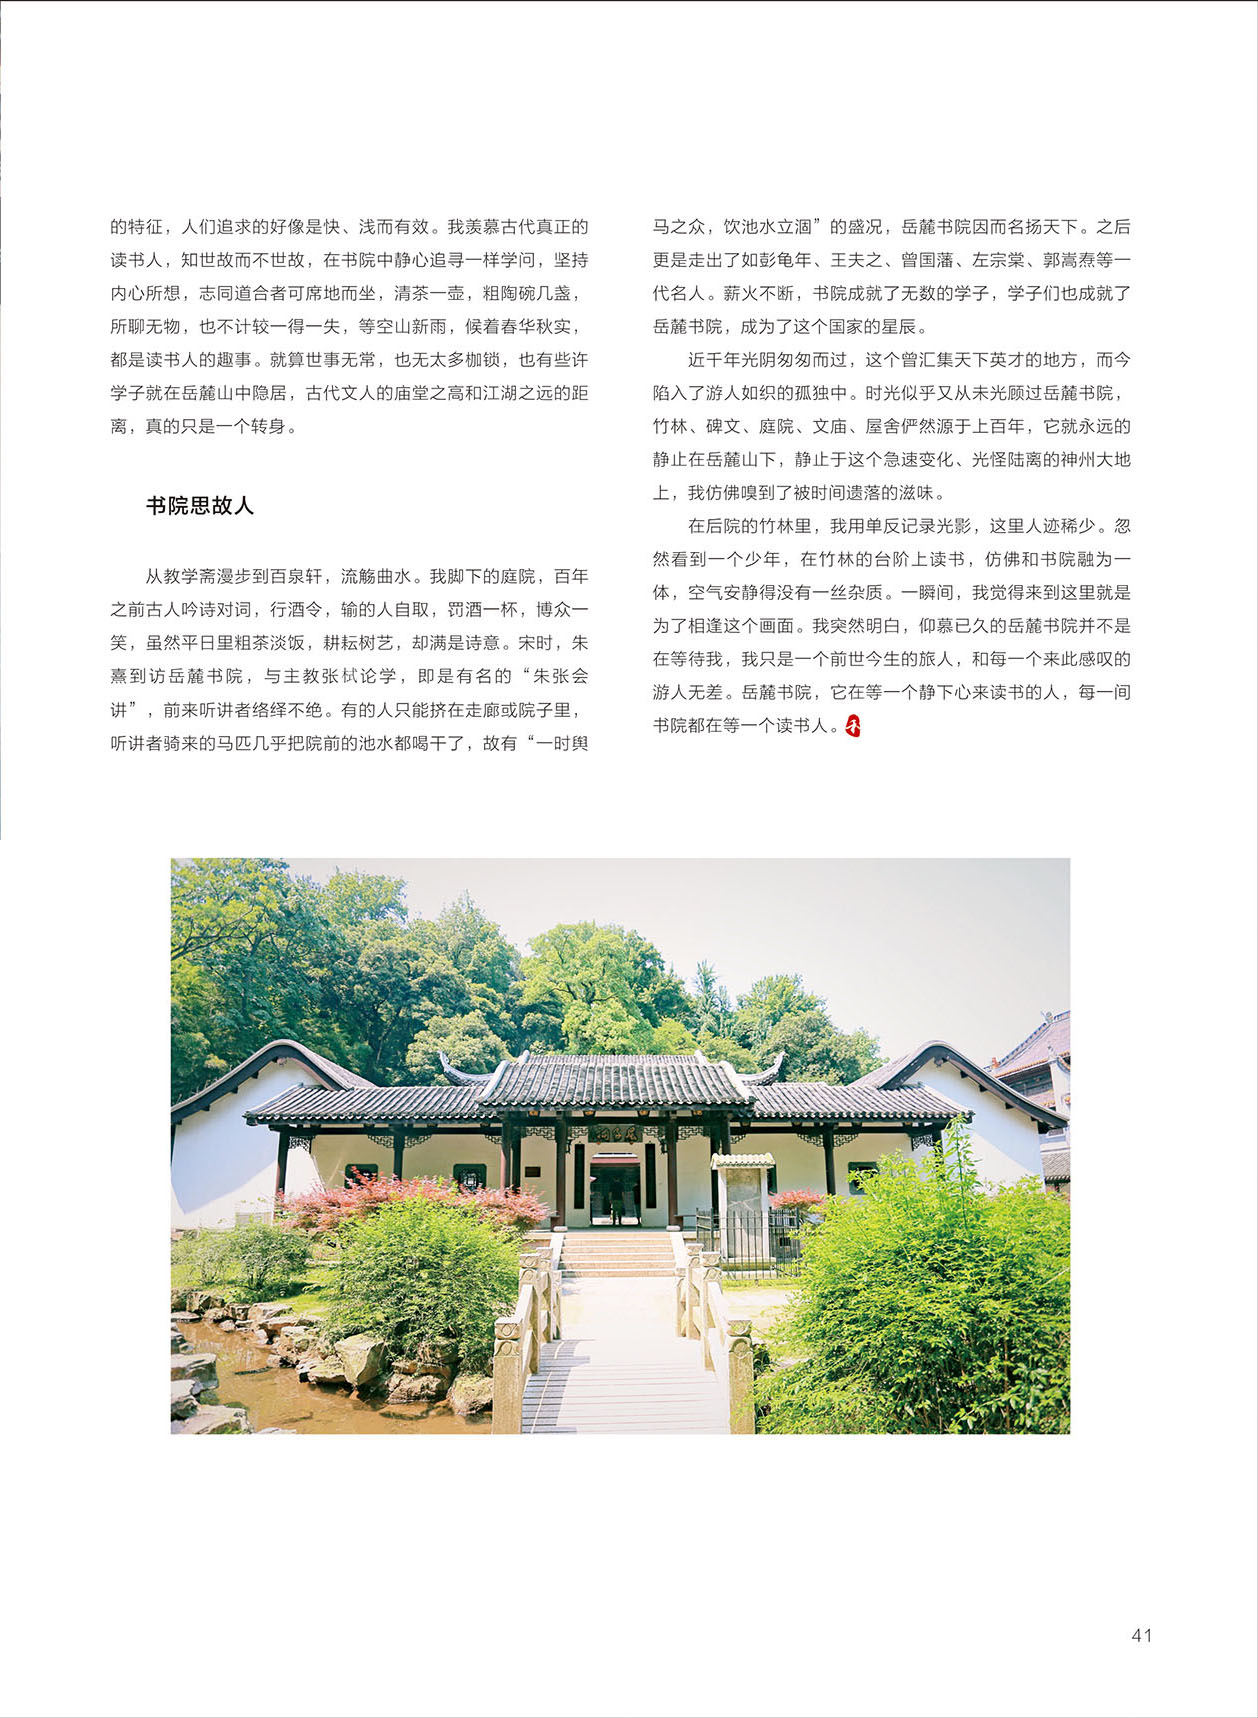 的特征，人们追求的好像是快、浅而有效。我羡慕古代真正的
读书人，知世故而不世故，在书院中静心追寻一样学问，坚持
内心所想，志同道合者可席地而坐，清茶一壶，粗陶碗几盏，
所聊无物，也不计较一得一失，等空山新雨，候着春华秋实，
都是读书人的趣事。就算世事无常，也无太多枷锁，也有些许
学子就在岳麓山中隐居，古代文人的庙堂之高和江湖之远的距
离，真的只是一个转身。
书院思故人
从教学斋漫步到百泉轩，流觞曲水。我脚下的庭院，百年
之前古人吟诗对词，行酒令，输的人自取，罚酒一杯，博众一
笑，虽然平日里粗茶淡饭，耕耘树艺，却满是诗意。宋时，朱
熹到访岳麓书院，与主教张栻论学，即是有名的“朱张会
讲”，前来听讲者络绎不绝。有的人只能挤在走廊或院子里，
听讲者骑来的马匹几乎把院前的池水都喝干了，故有“一时舆
马之众，饮池水立涸”的盛况，岳麓书院因而名扬天下。之后
更是走出了如彭龟年、王夫之、曾国藩、左宗棠、郭嵩焘等一
代名人。薪火不断，书院成就了无数的学子，学子们也成就了
岳麓书院，成为了这个国家的星辰。
近千年光阴匆匆而过，这个曾汇集天下英才的地方，而今
陷入了游人如织的孤独中。时光似乎又从未光顾过岳麓书院，
竹林、碑文、庭院、文庙、屋舍俨然源于上百年，它就永远的
静止在岳麓山下，静止于这个急速变化、光怪陆离的神州大地
上，我仿佛嗅到了被时间遗落的滋味。
在后院的竹林里，我用单反记录光影，这里人迹稀少。忽
然看到一个少年，在竹林的台阶上读书，仿佛和书院融为一
体，空气安静得没有一丝杂质。一瞬间，我觉得来到这里就是
为了相逢这个画面。我突然明白，仰慕已久的岳麓书院并不是
在等待我，我只是一个前世今生的旅人，和每一个来此感叹的
游人无差。岳麓书院，它在等一个静下心来读书的人，每一间
书院都在等一个读书人。
41